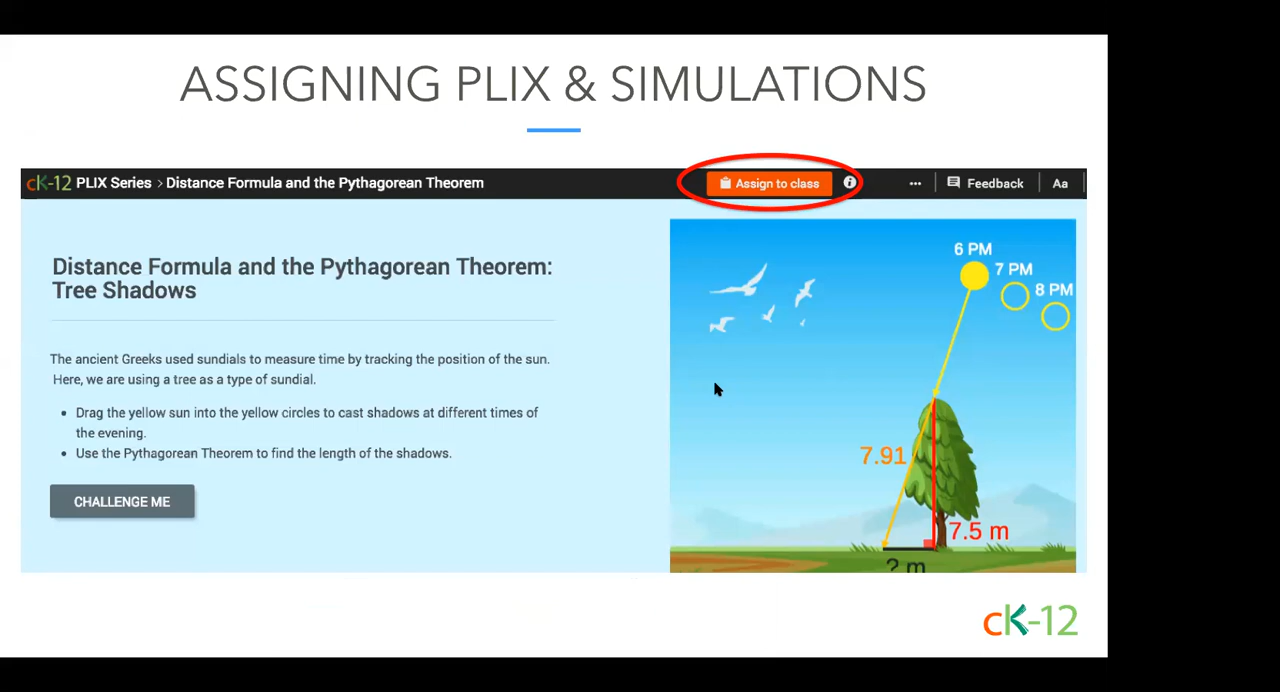 ASSIGNING PLIX & SIMULATIONS
cK-12 PLIX Series > Distance Formula and the Pythagorean Theorem
Assign to class
Feedback
Aa
Distance Formula and the Pythagorean Theorem:
Tree Shadows
The ancient Greeks used sundials to measure time by tracking the position of the sun.
Here, we are using a tree as a type of sundial.
• Drag the yellow sun into the yellow circles to cast shadows at different times of
the evening.
• Use the Pythagorean Theorem to find the length of the shadows.
CHALLENGE ME
6 PM
7 PM
8 PM
7.91
7.5 m
? m
cK-12